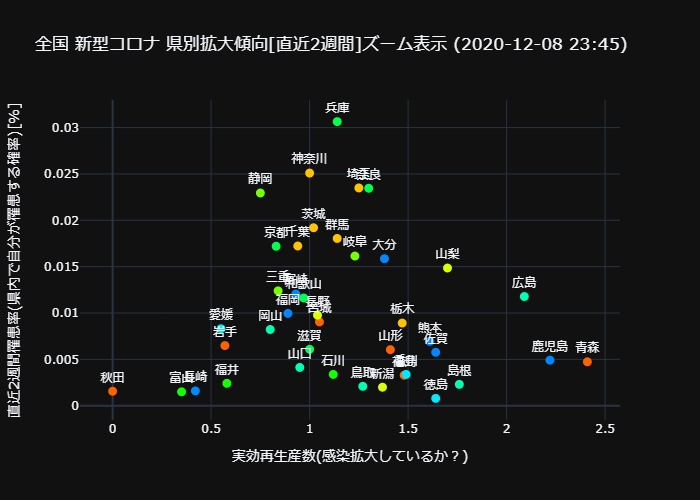 全国 新型コロナ 県別拡大傾向[直近2週間]ズーム表示 (2020-12-08 23:45)
直近2週間罹患率(県内で自分が罹患する確率)[%]
0.03
0.025
0.02
0.015
0.01
0.005
0
兵庫
神奈川
静岡
埼玉
奈良
茨城
群馬
京都
千葉
岐阜
大分
山梨
三重
宮崎
和歌山
広島
福岡
長野
宮城
愛媛
岩手
岡山
栃木
滋賀
山形
熊本
佐賀
山口
石川
鹿児島
青森
秋田
富山
長崎
福井
鳥取
新潟
香川
徳島
島根
0
0.5
1
1.5
2
2.5
実効再生産数(感染拡大しているか？)